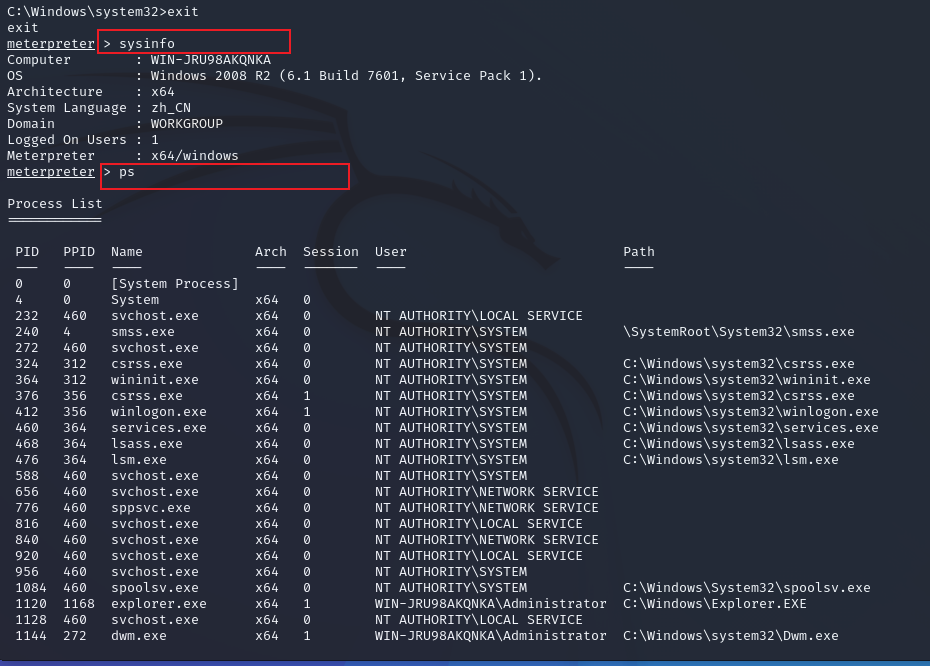 C:\Windows\system32>exit
exit
meterpreter > sysinfo
Computer        : WIN-JRU98AKQNKA
OS              : Windows 2008 R2 (6.1 Build 7601, Service Pack 1).
Architecture    : x64
System Language : zh_CN
Domain          : WORKGROUP
Logged On Users : 1
Meterpreter     : x64/windows
meterpreter > ps
Process List
============
PID   PPID  Name              Arch  Session  User                           Path
---   ----  ----              ----  -------  ----                           ----
0     0     [System Process]
4     0     System            x64   0
232   460   svchost.exe       x64   0        NT AUTHORITY\LOCAL SERVICE
240   4     smss.exe          x64   0        NT AUTHORITY\SYSTEM            \SystemRoot\System32\smss.exe
272   460   svchost.exe       x64   0        NT AUTHORITY\SYSTEM
324   312   csrss.exe         x64   0        NT AUTHORITY\SYSTEM            C:\Windows\system32\csrss.exe
364   312   wininit.exe       x64   0        NT AUTHORITY\SYSTEM            C:\Windows\system32\wininit.exe
376   356   csrss.exe         x64   1        NT AUTHORITY\SYSTEM            C:\Windows\system32\csrss.exe
412   356   winlogon.exe      x64   1        NT AUTHORITY\SYSTEM            C:\Windows\system32\winlogon.exe
460   364   services.exe      x64   0        NT AUTHORITY\SYSTEM            C:\Windows\system32\services.exe
468   364   lsass.exe         x64   0        NT AUTHORITY\SYSTEM            C:\Windows\system32\lsass.exe
476   364   lsm.exe           x64   0        NT AUTHORITY\SYSTEM            C:\Windows\system32\lsm.exe
588   460   svchost.exe       x64   0        NT AUTHORITY\SYSTEM
656   460   svchost.exe       x64   0        NT AUTHORITY\NETWORK SERVICE
776   460   sppsvc.exe        x64   0        NT AUTHORITY\NETWORK SERVICE
816   460   svchost.exe       x64   0        NT AUTHORITY\LOCAL SERVICE
840   460   svchost.exe       x64   0        NT AUTHORITY\NETWORK SERVICE
920   460   svchost.exe       x64   0        NT AUTHORITY\LOCAL SERVICE
956   460   svchost.exe       x64   0        NT AUTHORITY\SYSTEM
1084  460   spoolsv.exe       x64   0        NT AUTHORITY\SYSTEM            C:\Windows\System32\spoolsv.exe
1120  1168  explorer.exe      x64   1        WIN-JRU98AKQNKA\Administrator  C:\Windows\Explorer.EXE
1128  460   svchost.exe       x64   0        NT AUTHORITY\LOCAL SERVICE
1144  272   dwm.exe           x64   1        WIN-JRU98AKQNKA\Administrator  C:\Windows\system32\Dwm.exe